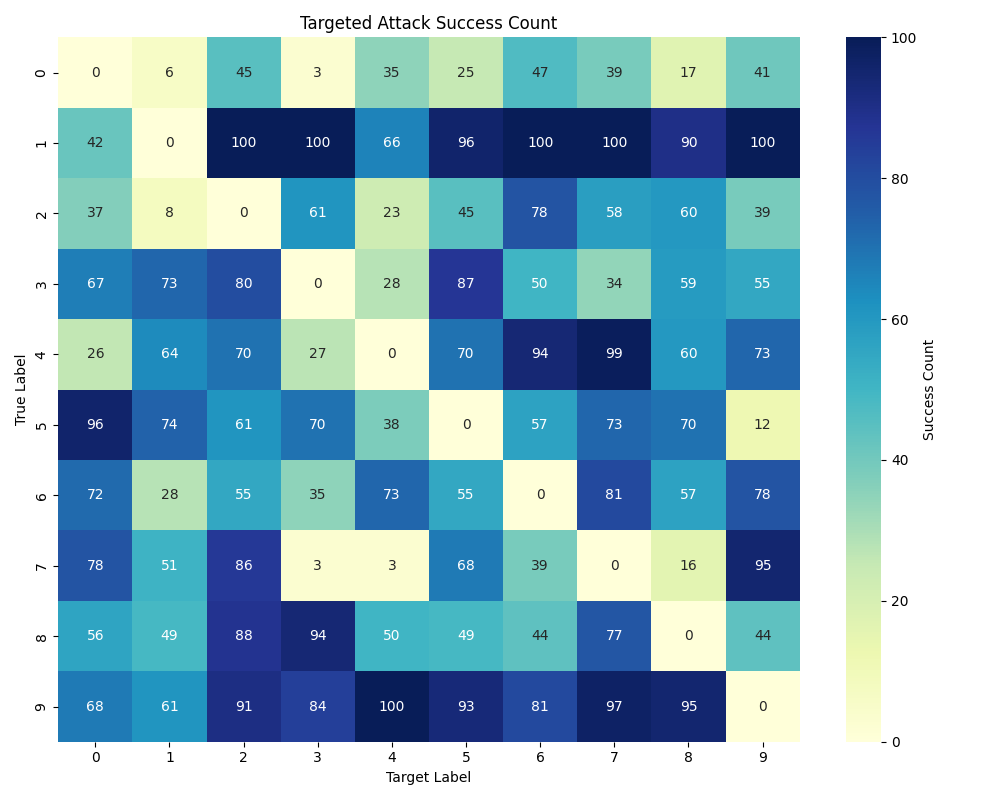 Targeted Attack Success Count
True Label
0 0 6 45 3 35 25 47 39 17 41
1 42 0 100 100 66 96 100 100 90 100
2 37 8 0 61 23 45 78 58 60 39
3 67 73 80 0 28 87 50 34 59 55
4 26 64 70 27 0 70 94 99 60 73
5 96 74 61 70 38 0 57 73 70 12
6 72 28 55 35 73 55 0 81 57 78
7 78 51 86 3 3 68 39 0 16 95
8 56 49 88 94 50 49 44 77 0 44
9 68 61 91 84 100 93 81 97 95 0
0 1 2 3 4 5 6 7 8 9
Target Label
100
80
60
40
20
0
Success Count